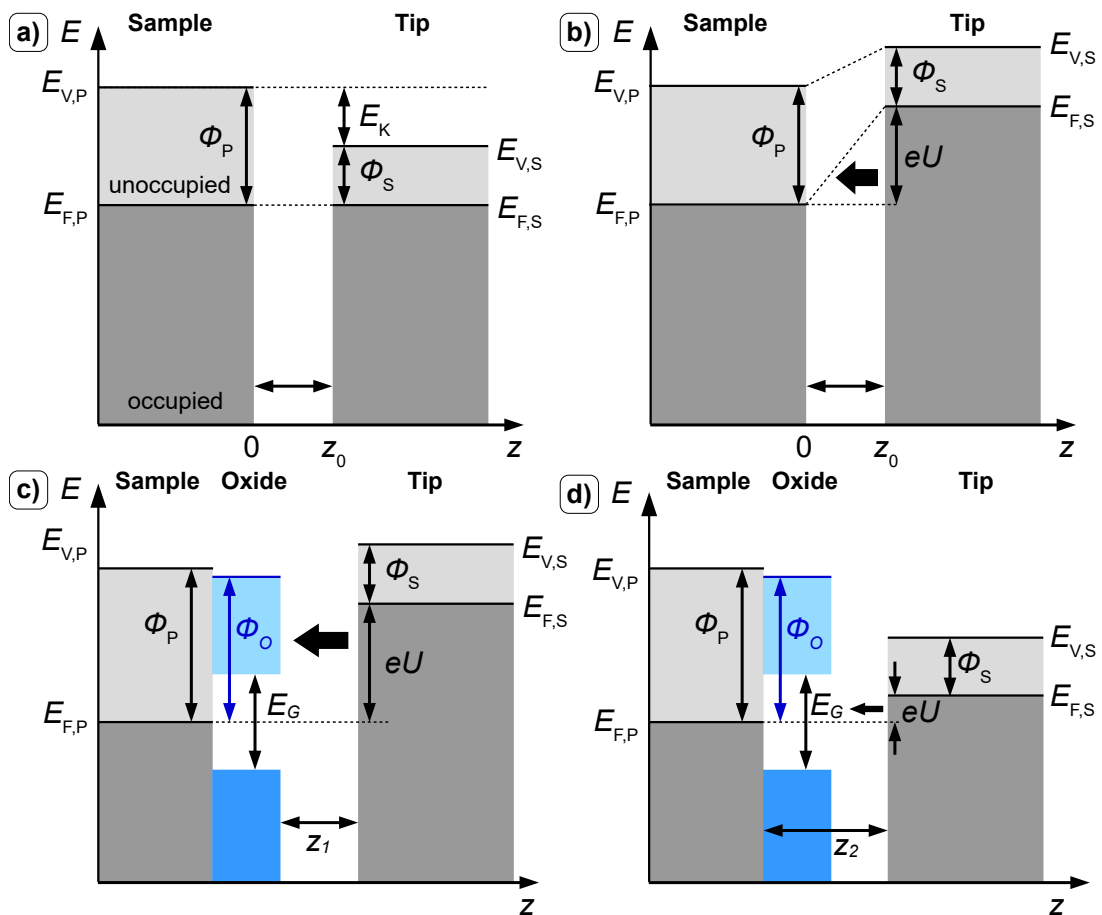 a)
E
Sample
Tip
E_V,P
Φ_P
E_K
E_V,S
Φ_S
unoccupied
E_F,P
E_F,S
occupied
0
z_0
z
b)
E
Sample
Tip
E_V,S
Φ_S
E_V,P
E_F,S
Φ_P
eU
E_F,P
0
z_0
z
c)
E
Sample
Oxide
Tip
E_V,P
E_V,S
Φ_S
E_F,S
Φ_P
Φ_O
eU
E_G
E_F,P
z_1
z
d)
E
Sample
Oxide
Tip
E_V,P
Φ_P
Φ_O
E_V,S
Φ_S
E_F,S
E_G
eU
E_F,P
z_2
z